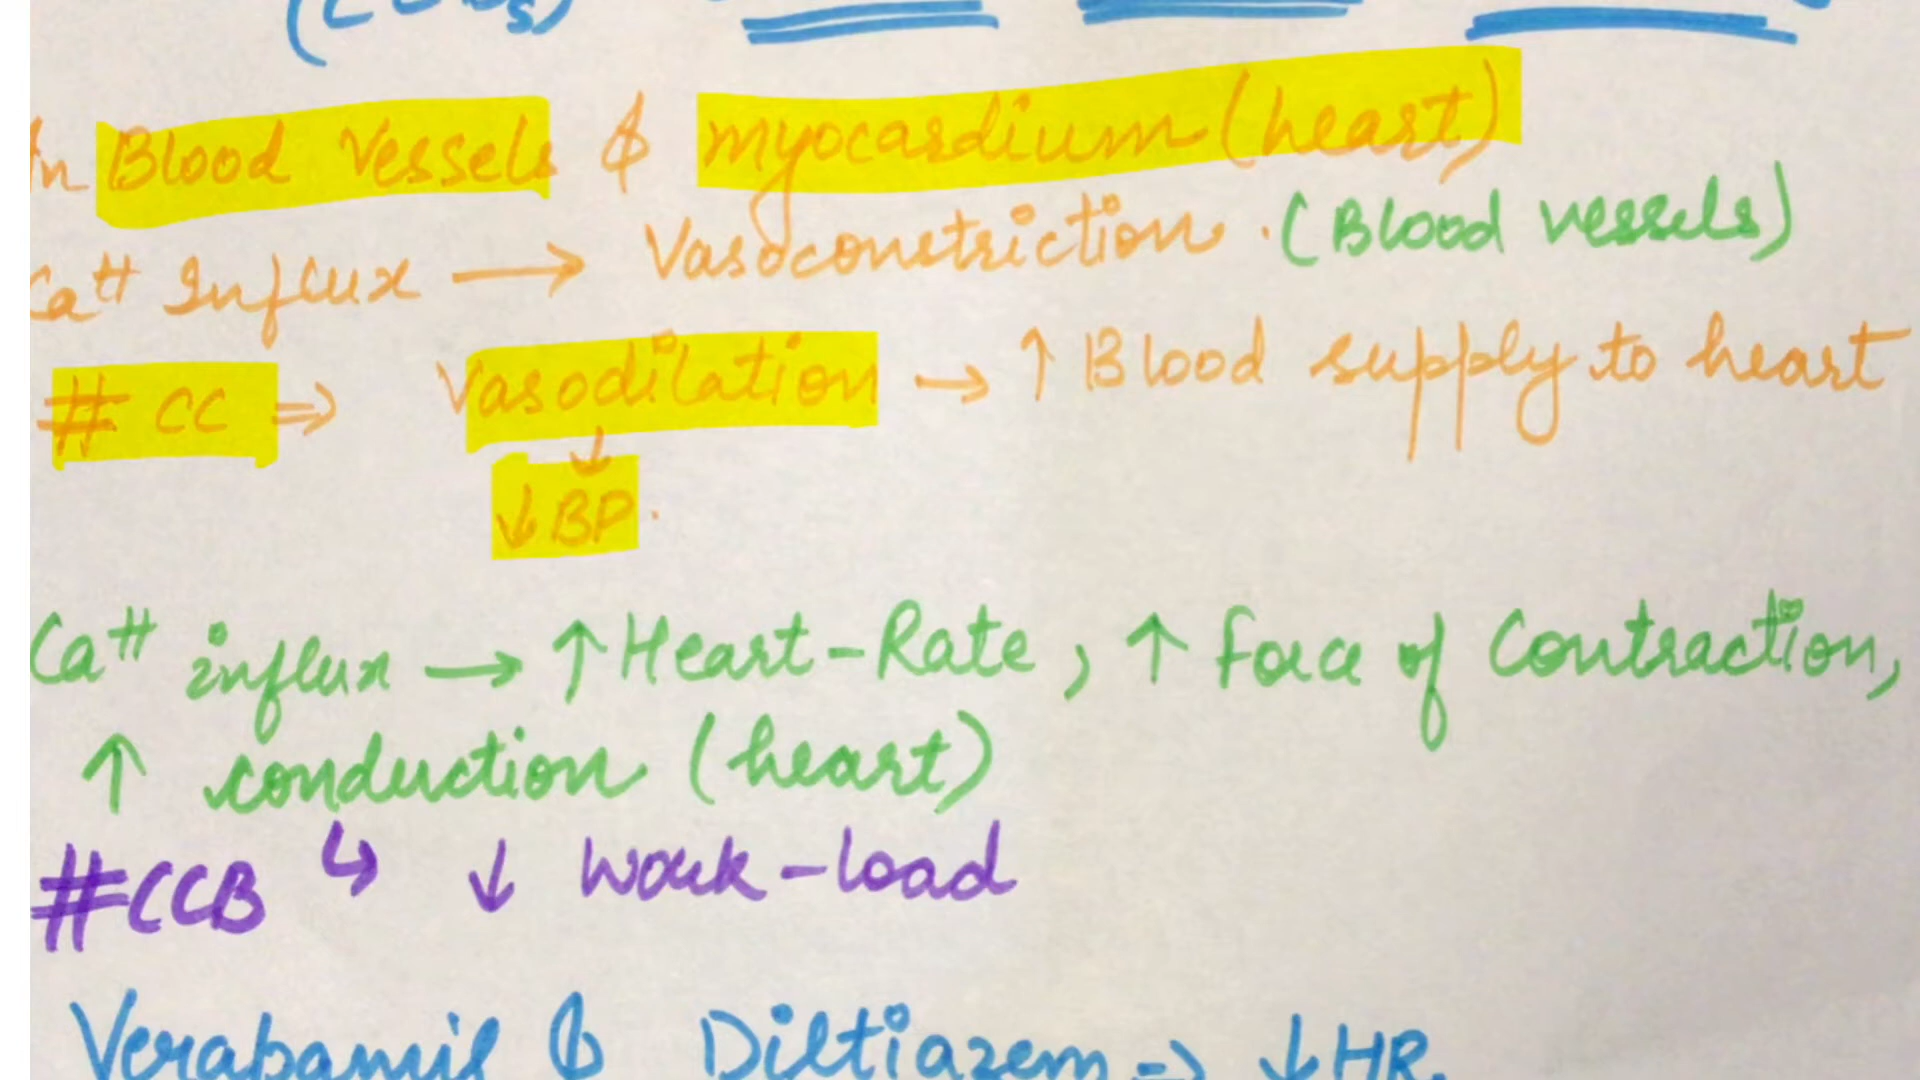 In Blood Vessels & myocardium (heart)
Ca++ Influx → Vasoconstriction. (Blood vessels)
# CC ⇒ Vasodilation → ↑ Blood supply to heart
↓
↓ BP.
Ca++ influx → ↑ Heart-Rate, ↑ Force of Contraction,
↑ conduction (heart)
#CCB ↳ ↓ Work-load
Verapamil & Diltiazem → ↓ HR.